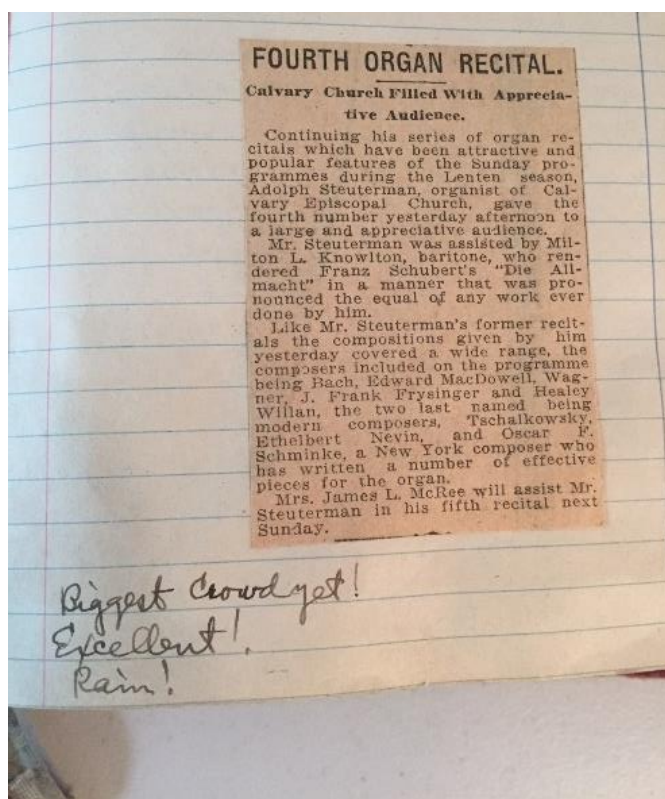 FOURTH ORGAN RECITAL.
Calvary Church Filled With Apprecia-
tive Audience.
Continuing his series of organ re-
citals which have been attractive and
popular features of the Sunday pro-
grammes during the Lenten season,
Adolph Steuterman, organist of Cal-
vary Episcopal Church, gave the
fourth number yesterday afternoon to
a large and appreciative audience.
Mr. Steuterman was assisted by Mil-
ton L. Knowlton, baritone, who ren-
dered Franz Schubert's "Die All-
macht" in a manner that was pro-
nounced the equal of any work ever
done by him.
Like Mr. Steuterman's former recit-
als the compositions given by him
yesterday covered a wide range, the
composers included on the programme
being Bach, Edward MacDowell, Wag-
ner, J. Frank Frysinger and Healey
Willan, the two last named being
modern composers, Tschalkowsky,
Ethelbert Nevin, and Oscar F.
Schminke, a New York composer who
has written a number of effective
pieces for the organ.
Mrs. James L. McRee will assist Mr.
Steuterman in his fifth recital next
Sunday.
Biggest Crowd yet!
Excellent!
Rain!